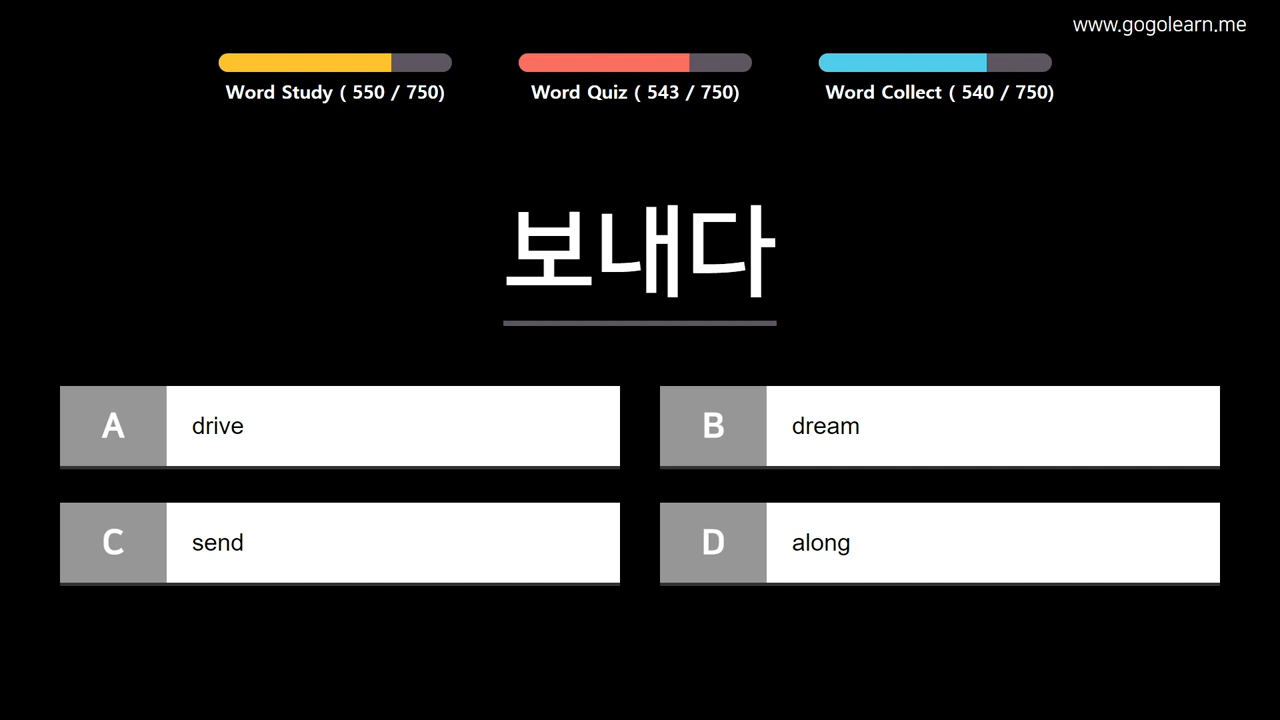 www.gogolearn.me
Word Study ( 550 / 750)
Word Quiz ( 543 / 750)
Word Collect ( 540 / 750)
보내다
A drive
B dream
C send
D along